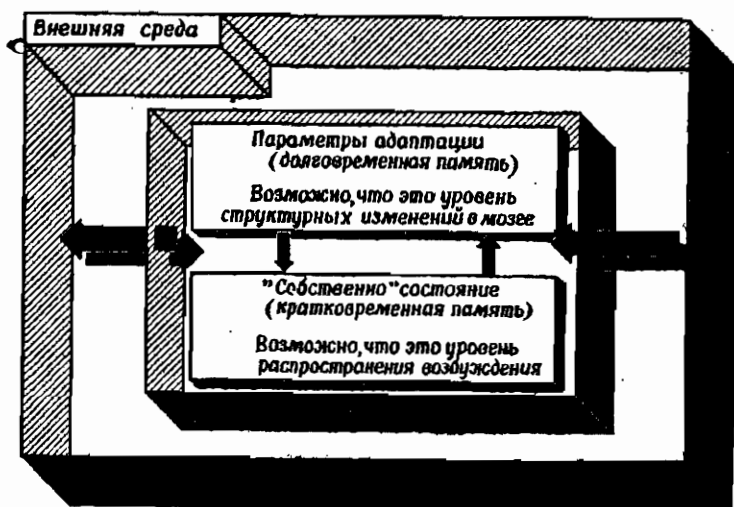 Внешняя среда
Параметры адаптации
(долговременная память)
Возможно, что это уровень
структурных изменений в мозге
"Собственно" состояние
(кратковременная память)
Возможно, что это уровень
распространения возбуждения